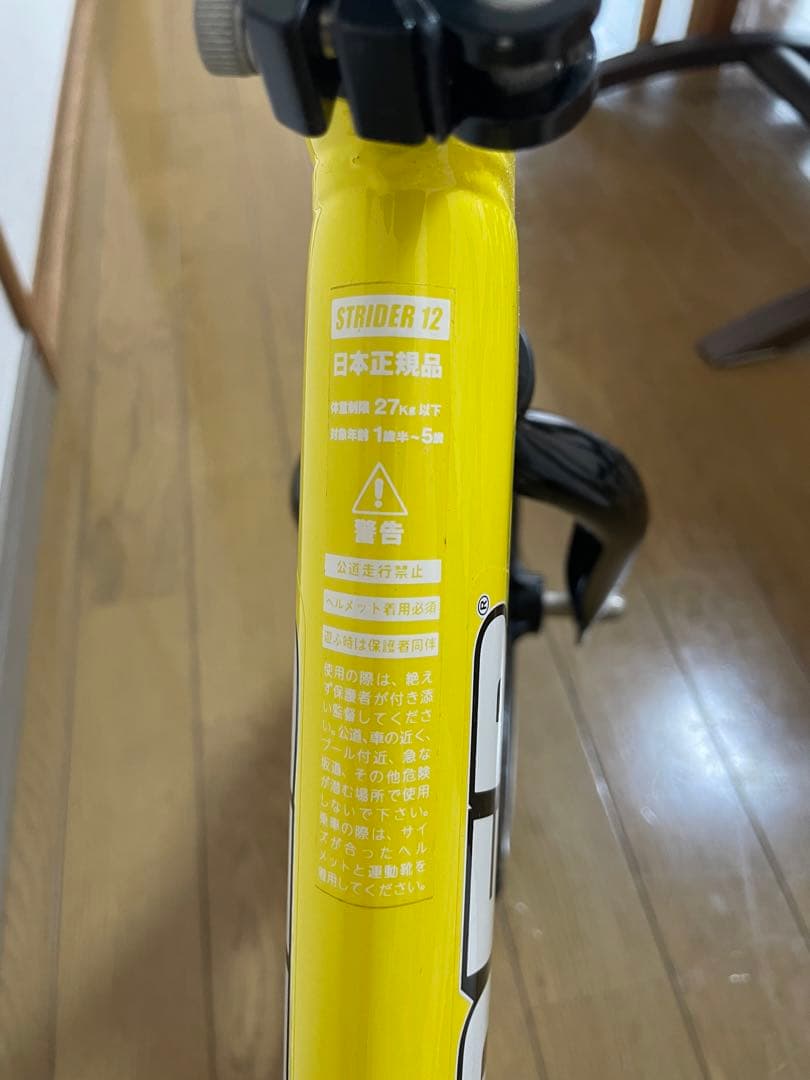 STRIDER 12
日本正規品
体重制限 27Kg 以下
対象年齢 1歳半~5歳
警告
公道走行禁止
ヘルメット着用必須
遊ぶ時は保護者同伴
使用の際は、絶え
ず保護者が付き添
い監督してくださ
い。公道、車の近く、
プール付近、急な
坂道、その他危険
が潜む場所で使用
しないで下さい。
乗車の際は、サイ
ズが合ったヘル
メットと運動靴を
着用してください。
®